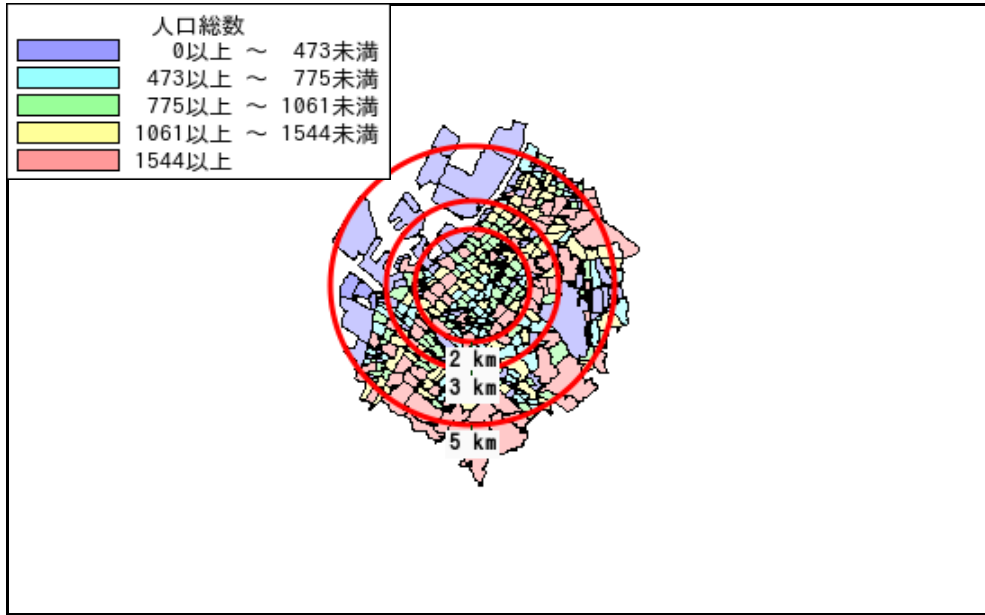 人口総数
0以上 ～ 473未満
473以上 ～ 775未満
775以上 ～ 1061未満
1061以上 ～ 1544未満
1544以上
2 km
3 km
5 km